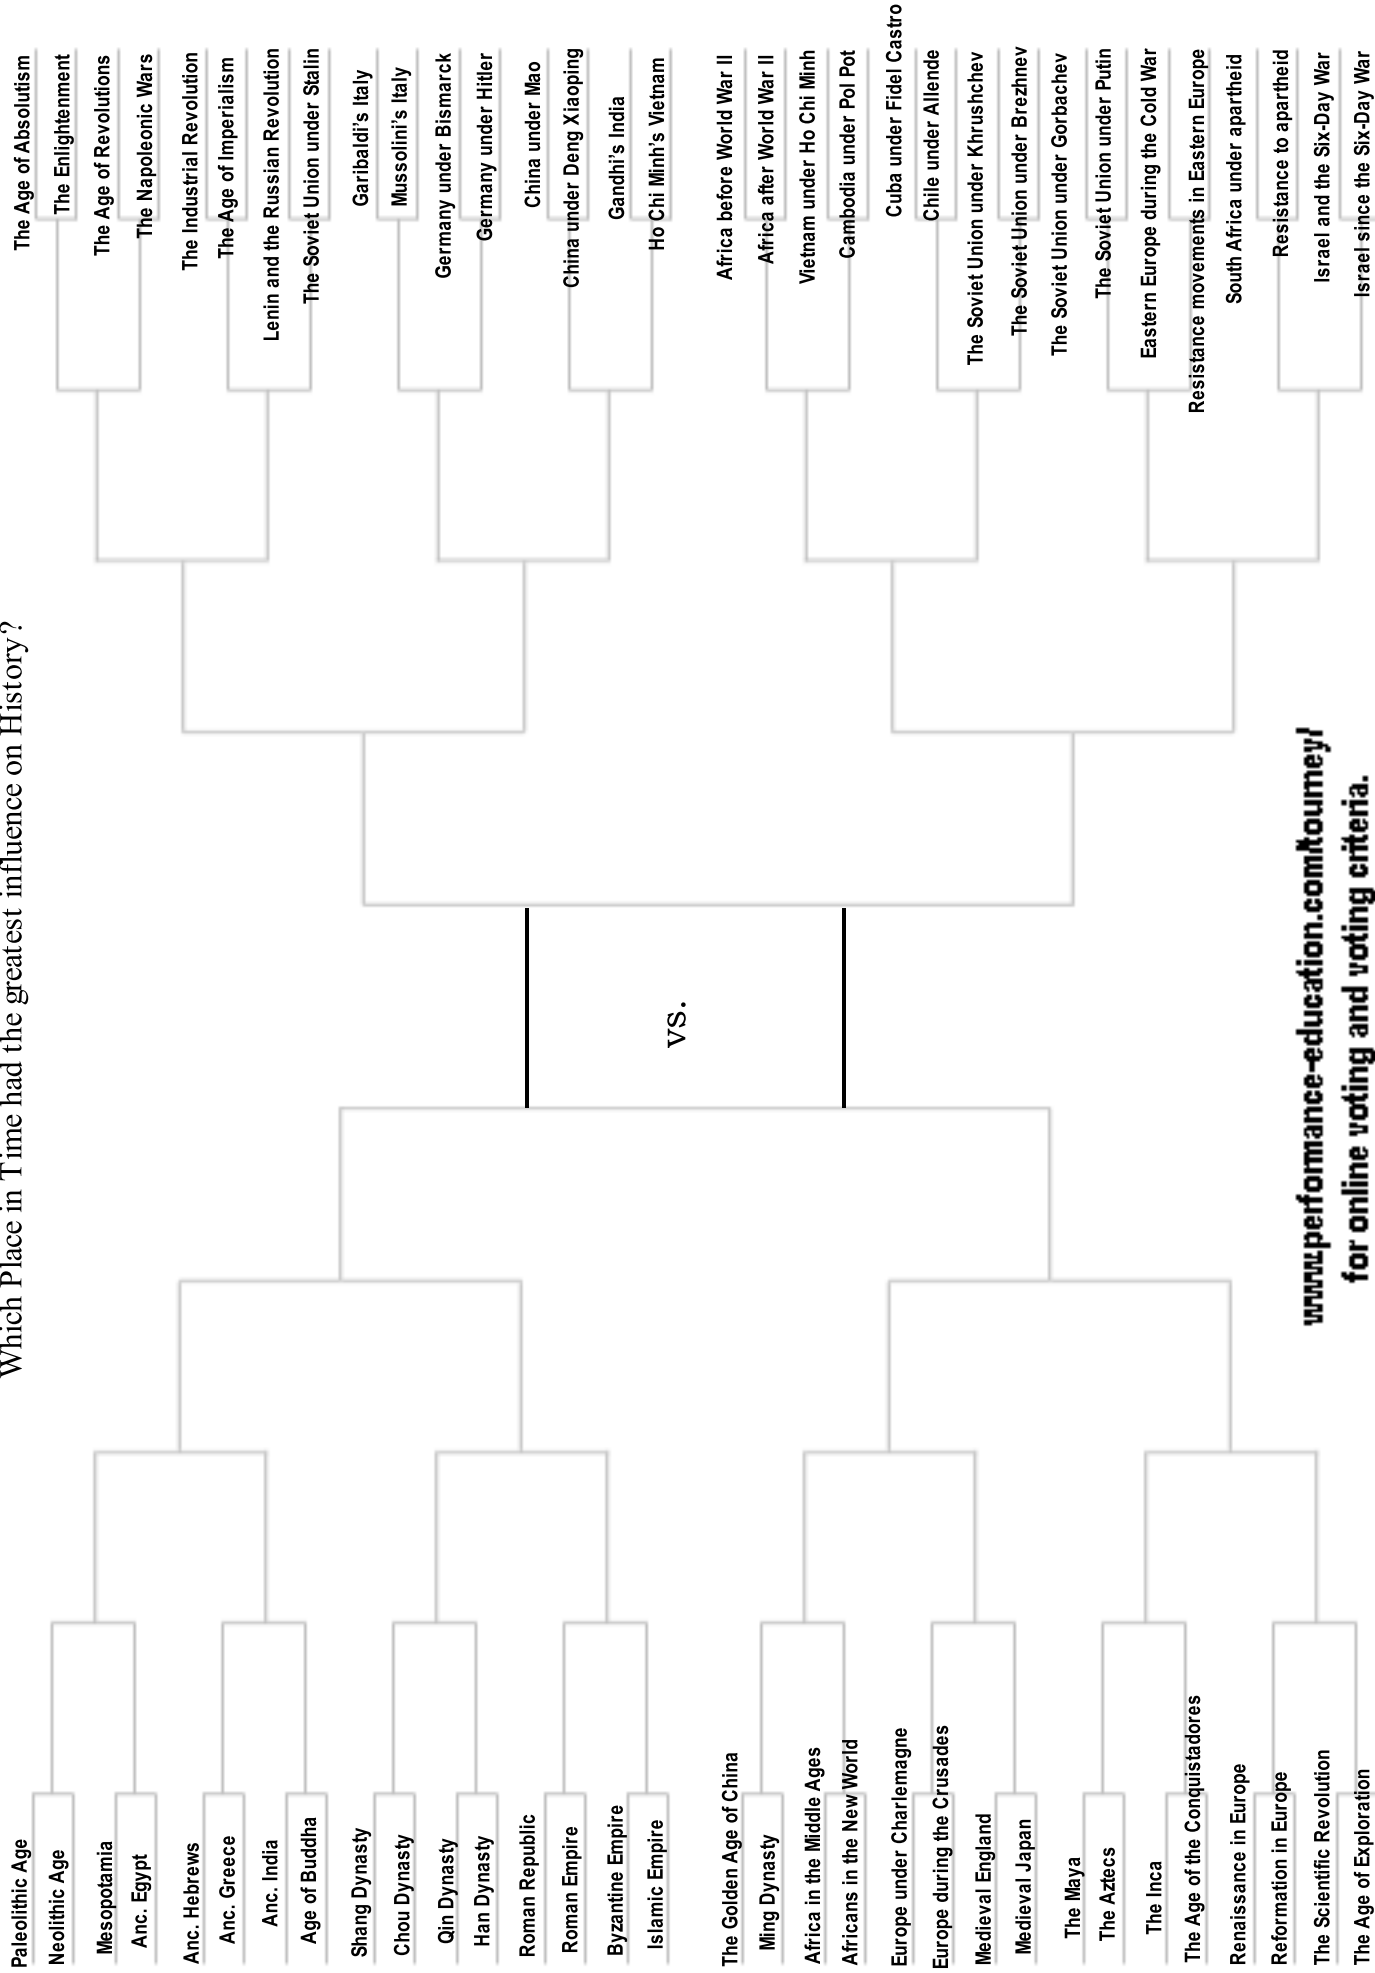 Which Place in Time had the greatest influence on History?
Paleolithic Age
Neolithic Age
Mesopotamia
Anc. Egypt
Anc. Hebrews
Anc. Greece
Anc. India
Age of Buddha
Shang Dynasty
Chou Dynasty
Qin Dynasty
Han Dynasty
Roman Republic
Roman Empire
Byzantine Empire
Islamic Empire
The Golden Age of China
Ming Dynasty
Africa in the Middle Ages
Africans in the New World
Europe under Charlemagne
Europe during the Crusades
Medieval England
Medieval Japan
The Maya
The Aztecs
The Inca
The Age of the Conquistadores
Renaissance in Europe
Reformation in Europe
The Scientific Revolution
The Age of Exploration
vs.
The Age of Absolutism
The Enlightenment
The Age of Revolutions
The Napoleonic Wars
The Industrial Revolution
The Age of Imperialism
Lenin and the Russian Revolution
The Soviet Union under Stalin
Garibaldi's Italy
Mussolini's Italy
Germany under Bismarck
Germany under Hitler
China under Mao
China under Deng Xiaoping
Gandhi's India
Ho Chi Minh's Vietnam
Africa before World War II
Africa after World War II
Vietnam under Ho Chi Minh
Cambodia under Pol Pot
Cuba under Fidel Castro
Chile under Allende
The Soviet Union under Khrushchev
The Soviet Union under Brezhnev
The Soviet Union under Gorbachev
The Soviet Union under Putin
Eastern Europe during the Cold War
Resistance movements in Eastern Europe
South Africa under apartheid
Resistance to apartheid
Israel and the Six-Day War
Israel since the Six-Day War
www.performance-education.com/tourney/
for online voting and voting criteria.